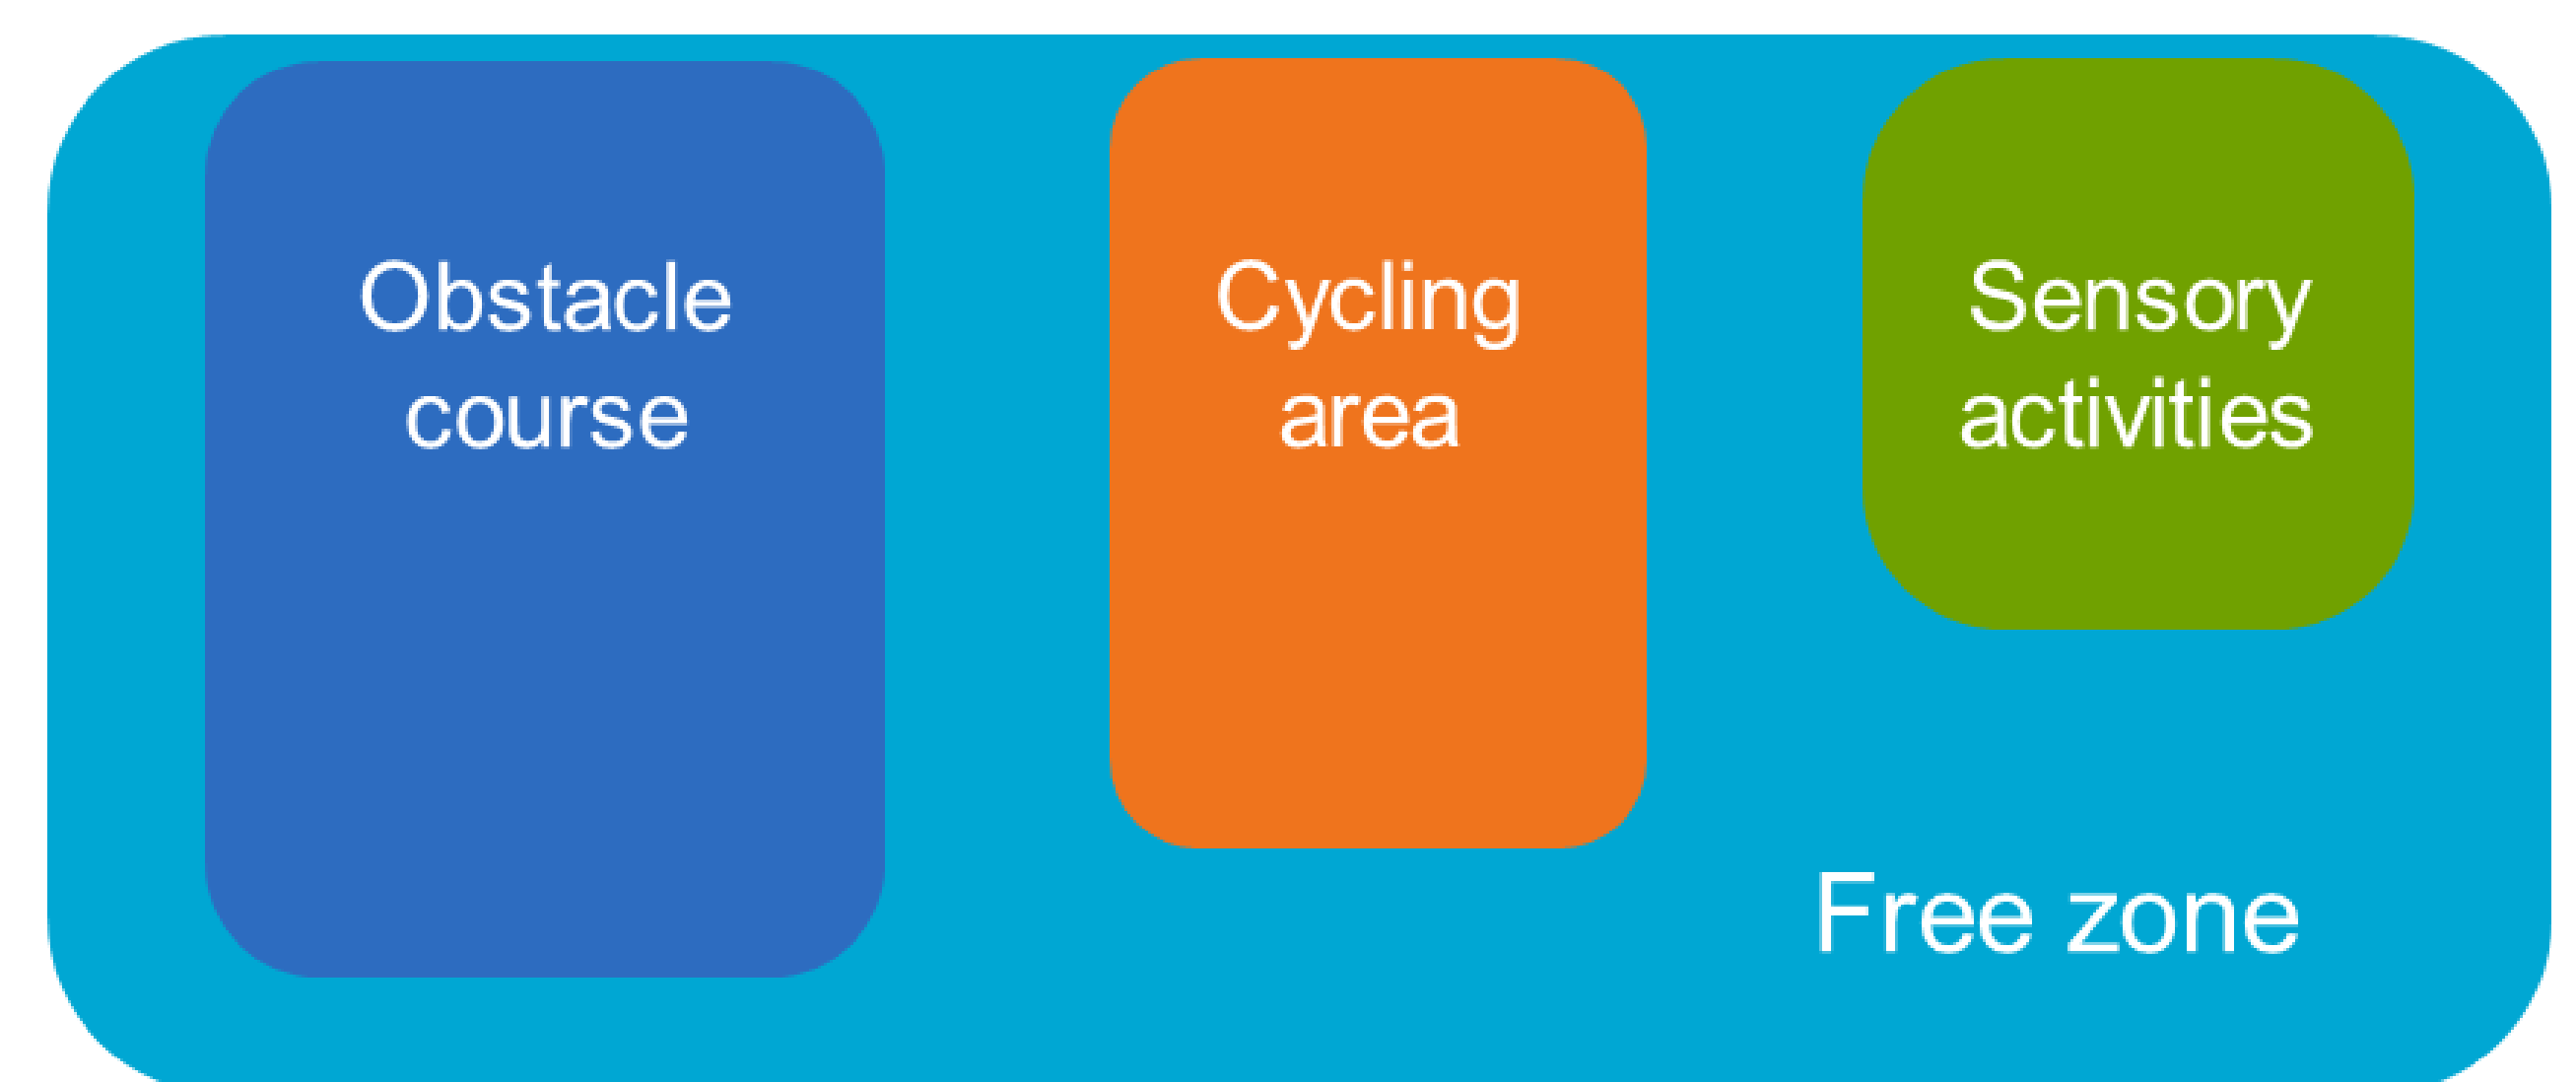 Obstacle
course
Cycling
area
Sensory
activities
Free zone